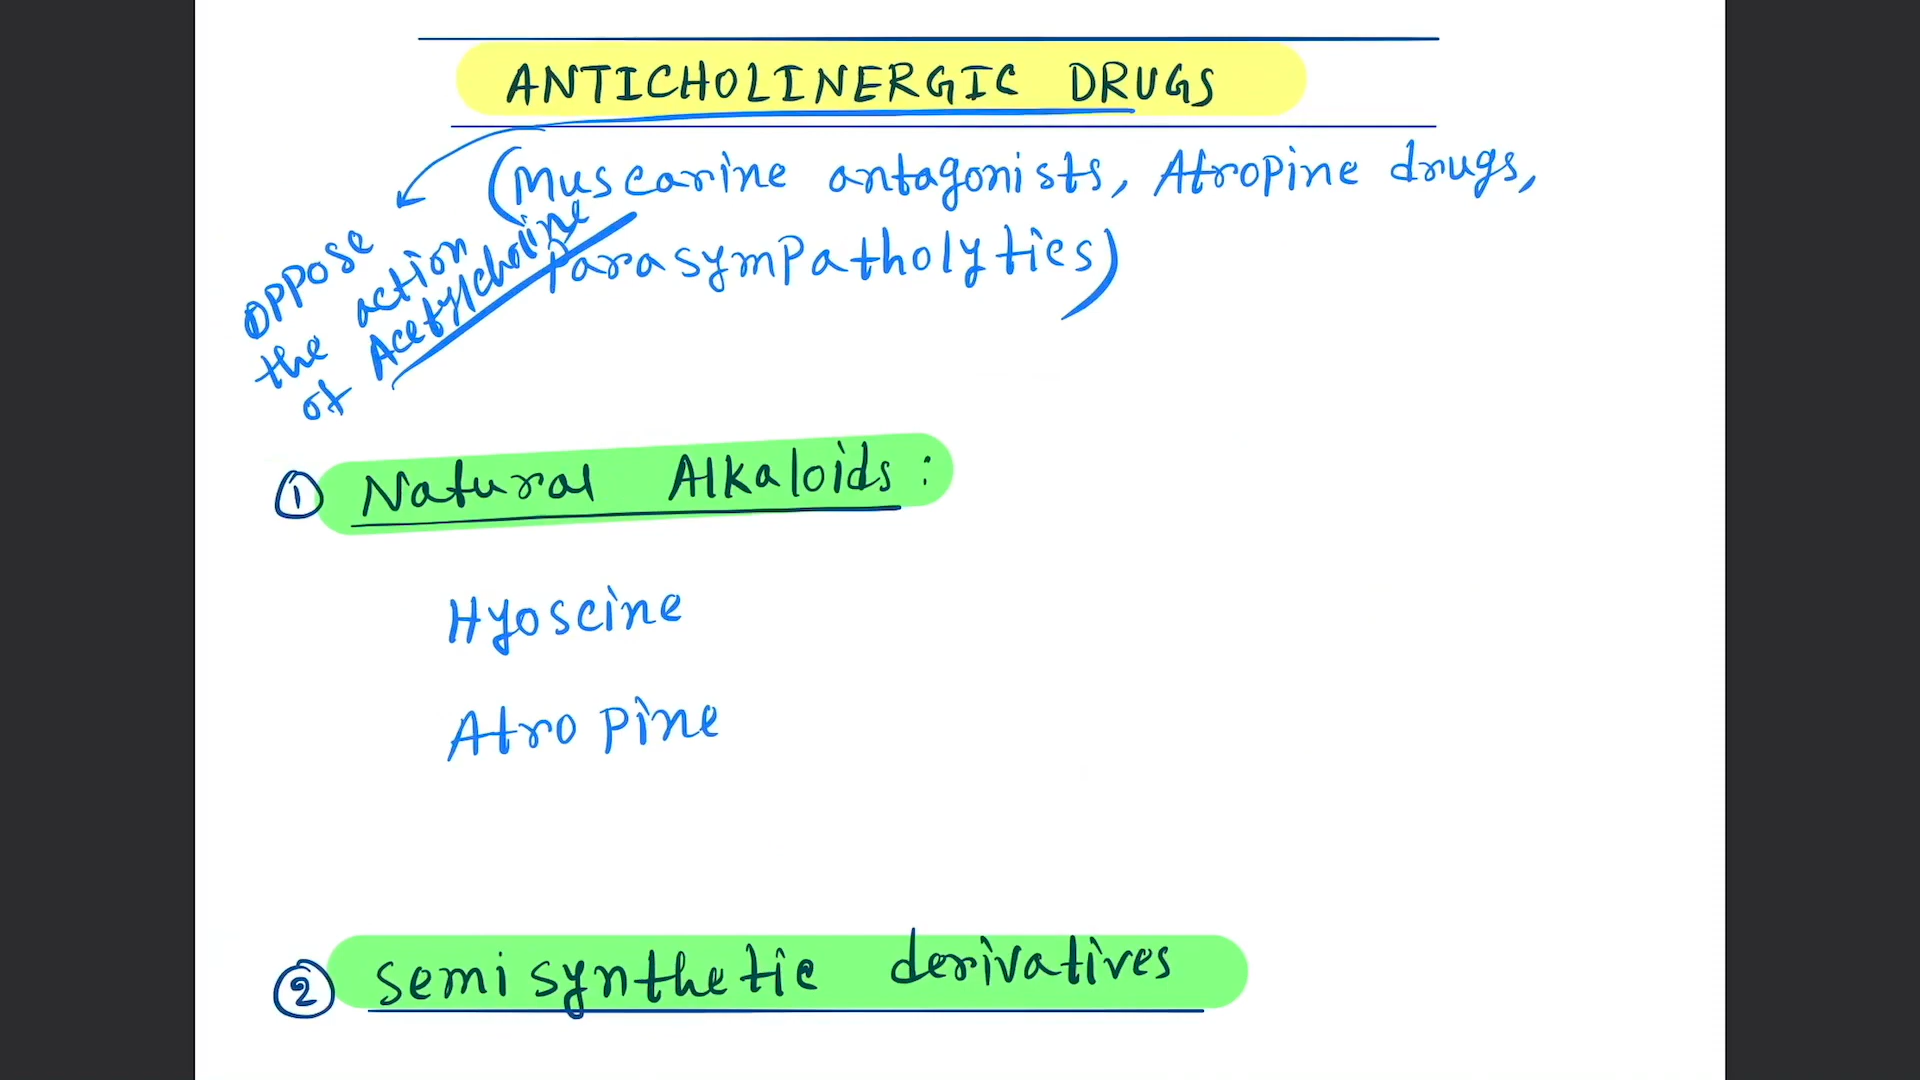 ANTICHOLINERGIC DRUGS
(Muscarine antagonists, Atropine drugs,
Parasympatholytics)
oppose
the action
of Acetylcholine
① Natural Alkaloids:
Hyoscine
Atropine
② semisynthetic derivatives